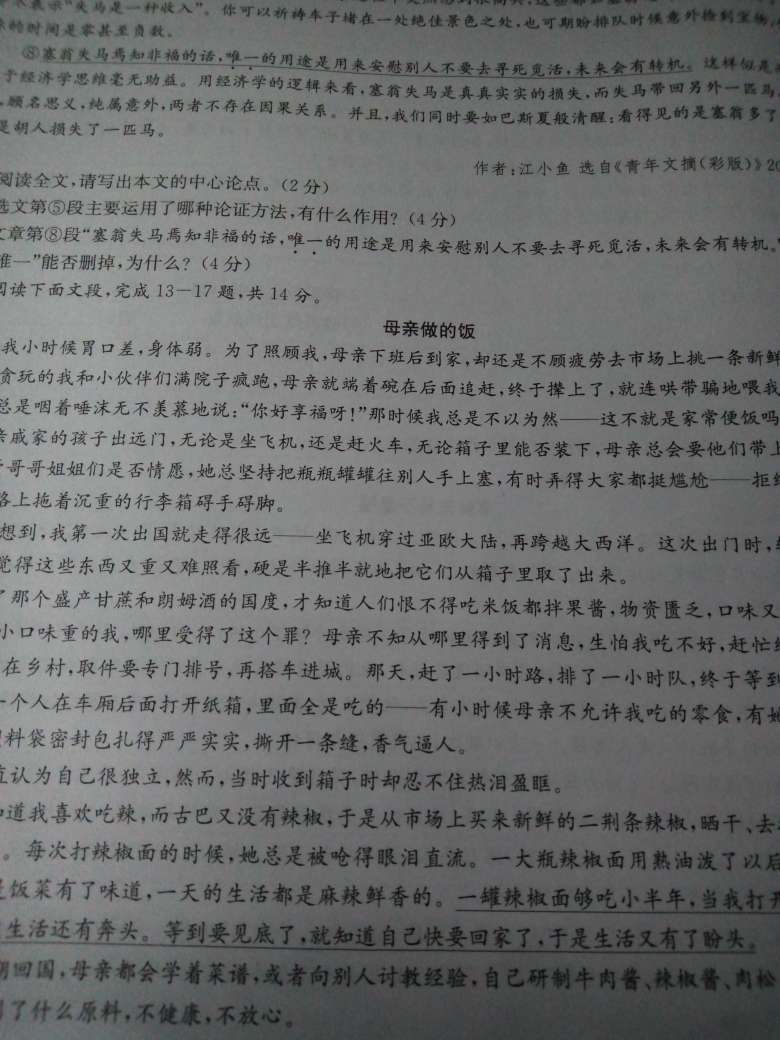 表示“失马是一种收入”。你可以祈祷车子堵在一处绝佳景色之处,也可期盼排队时候意外捡到宝物,
的时间是零甚至负数。
⑧塞翁失马焉知非福的话,唯一的用途是用来安慰别人不要去寻死觅活,未来会有转机。这样似是
于经济学思维毫无助益。用经济学的逻辑来看,塞翁失马是真真实实的损失,而失马带回另外一匹马
,顾名思义,纯属意外,两者不存在因果关系。并且,我们同时要如巴斯夏般清醒:看得见的是塞翁多了
是胡人损失了一匹马。
作者:江小鱼 选自《青年文摘(彩版)》20
阅读全文,请写出本文的中心论点。(2分)
选文第⑤段主要运用了哪种论证方法,有什么作用?(4分)
文章第⑧段“塞翁失马焉知非福的话,唯一的用途是用来安慰别人不要去寻死觅活,未来会有转机。”
唯一”能否删掉,为什么?(4分)
阅读下面文段,完成13—17题,共14分。
母亲做的饭
我小时候胃口差,身体弱。为了照顾我,母亲下班后到家,却还是不顾疲劳去市场上挑一条新鲜
贪玩的我和小伙伴们满院子疯跑,母亲就端着碗在后面追赶,终于撵上了,就连哄带骗地喂我
总是咽着唾沫无不羡慕地说:“你好享福呀!”那时候我总是不以为然——这不就是家常便饭吗
亲戚家的孩子出远门,无论是坐飞机,还是赶火车,无论箱子里能否装下,母亲总会要他们带上
哥哥姐姐们是否情愿,她总坚持把瓶瓶罐罐往别人手上塞,有时弄得大家都挺尴尬——拒绝
路上拖着沉重的行李箱碍手碍脚。
想到,我第一次出国就走得很远——坐飞机穿过亚欧大陆,再跨越大西洋。这次出门时,
觉得这些东西又重又难照看,硬是半推半就地把它们从箱子里取了出来。
了那个盛产甘蔗和朗姆酒的国度,才知道人们恨不得吃米饭都拌果酱,物资匮乏,口味又
小口味重的我,哪里受得了这个罪?母亲不知从哪里得到了消息,生怕我吃不好,赶忙
在乡村,取件要专门排号,再搭车进城。那天,赶了一小时路,排了一小时队,终于等到
一个人在车厢后面打开纸箱,里面全是吃的——有小时候母亲不允许我吃的零食,有她
料袋密封包扎得严严实实,撕开一条缝,香气逼人。
直认为自己很独立,然而,当时收到箱子时却忍不住热泪盈眶。
知道我喜欢吃辣,而古巴又没有辣椒,于是从市场上买来新鲜的二荆条辣椒,晒干、去
。每次打辣椒面的时候,她总是被呛得眼泪直流。一大瓶辣椒面用熟油泼了以后
是饭菜有了味道,一天的生活都是麻辣鲜香的。一罐辣椒面够吃小半年,当我打开
生活还有奔头。等到要见底了,就知道自己快要回家了,于是生活又有了盼头。
期回国,母亲都会学着菜谱,或者向别人讨教经验,自己研制牛肉酱、辣椒酱、肉松
了什么原料,不健康,不放心。